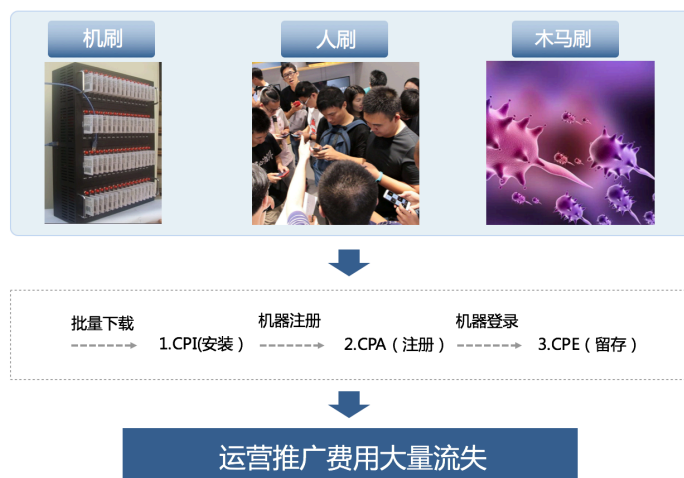 机刷
人刷
木马刷
批量下载
1.CPI(安装）
机器注册
2.CPA（注册）
机器登录
3.CPE（留存）
运营推广费用大量流失